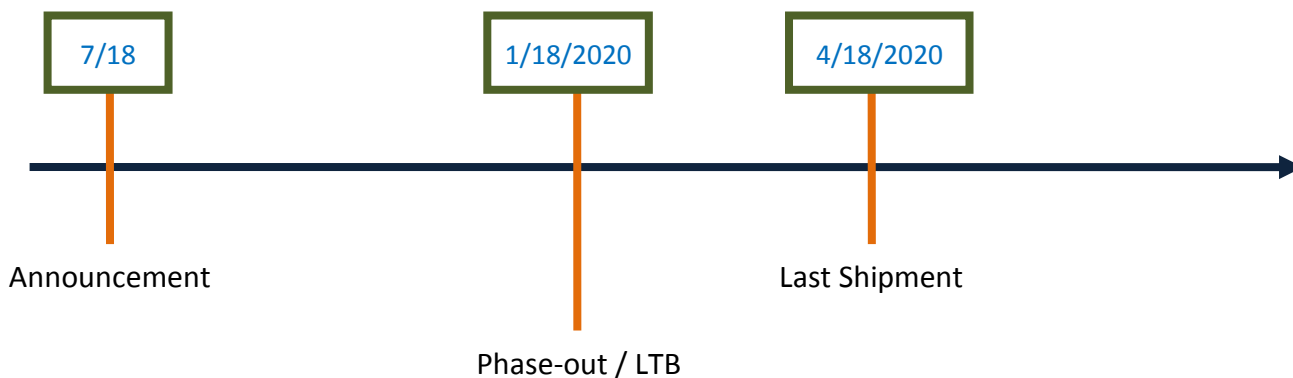 7/18
1/18/2020
4/18/2020
Announcement
Last Shipment
Phase-out / LTB